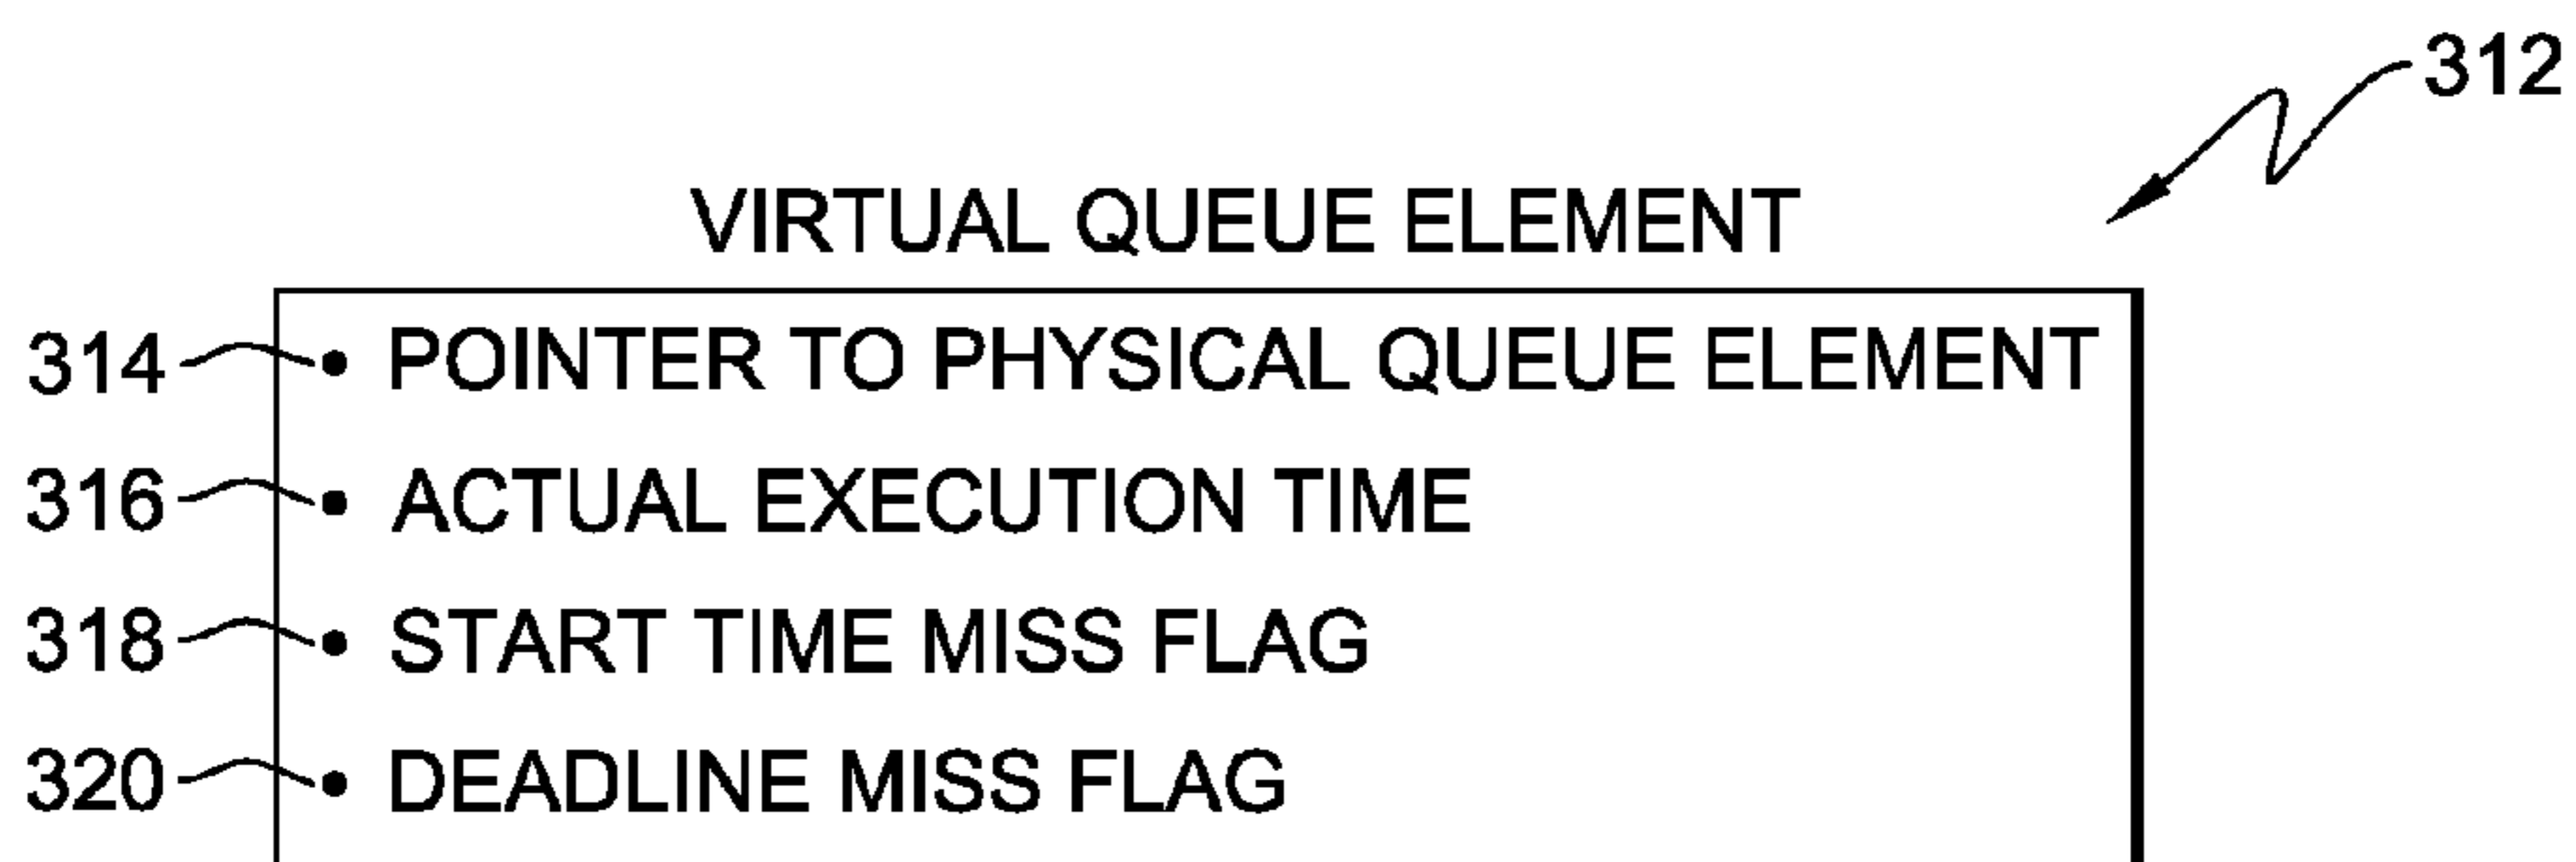 312
VIRTUAL QUEUE ELEMENT
314 • POINTER TO PHYSICAL QUEUE ELEMENT
316 • ACTUAL EXECUTION TIME
318 • START TIME MISS FLAG
320 • DEADLINE MISS FLAG